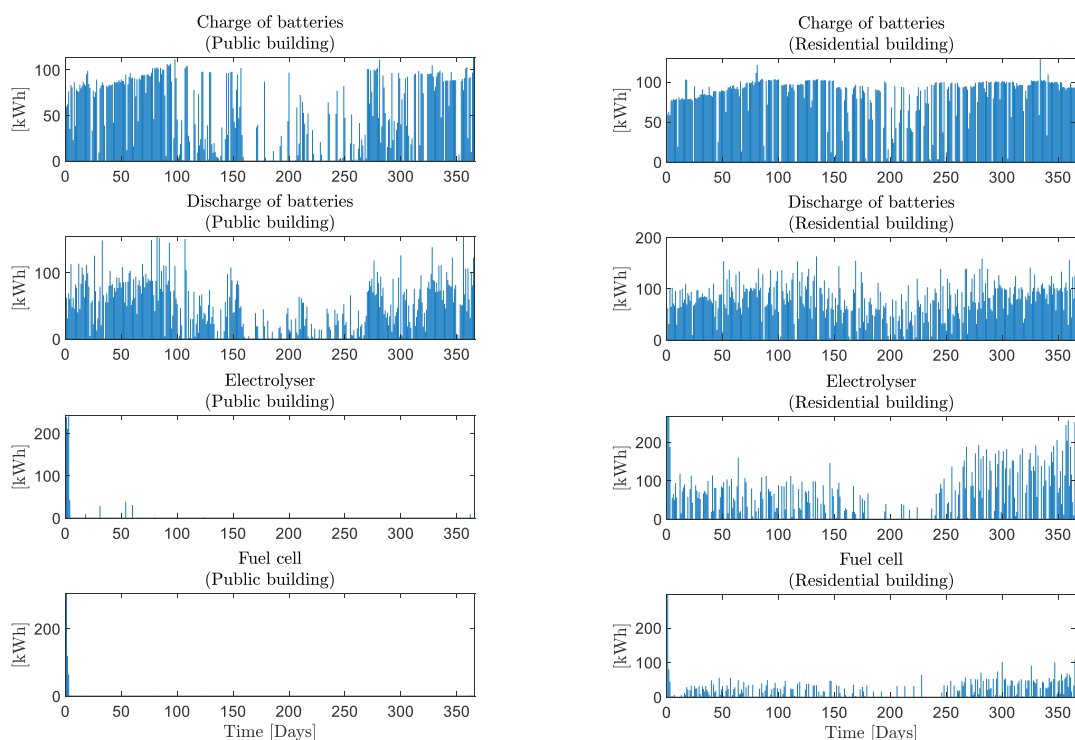 Charge of batteries
(Public building)
[kWh]
100
50
0
0 50 100 150 200 250 300 350
Discharge of batteries
(Public building)
[kWh]
100
0
0 50 100 150 200 250 300 350
Electrolyser
(Public building)
[kWh]
200
100
0
0 50 100 150 200 250 300 350
Fuel cell
(Public building)
[kWh]
200
0
0 50 100 150 200 250 300 350
Time [Days]
Charge of batteries
(Residential building)
[kWh]
100
50
0
0 50 100 150 200 250 300 350
Discharge of batteries
(Residential building)
[kWh]
200
100
0
0 50 100 150 200 250 300 350
Electrolyser
(Residential building)
[kWh]
200
100
0
0 50 100 150 200 250 300 350
Fuel cell
(Residential building)
[kWh]
200
100
0
0 50 100 150 200 250 300 350
Time [Days]